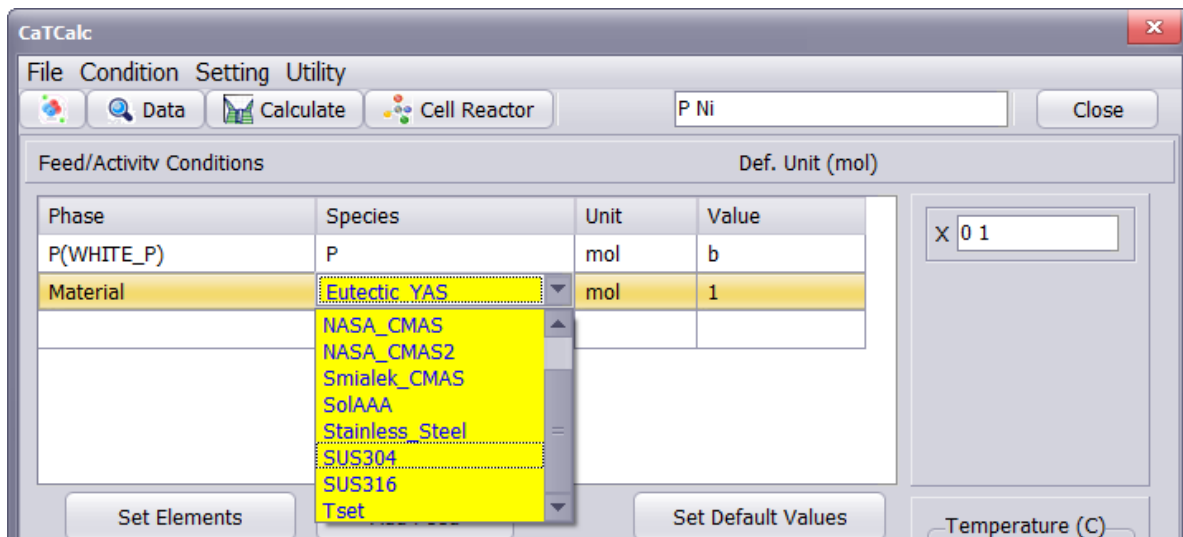 CaTCalc
File Condition Setting Utility
Data Calculate Cell Reactor P Ni Close
Feed/Activity Conditions Def. Unit (mol)
Phase Species Unit Value
P(WHITE_P) P mol b
Material Eutectic_YAS mol 1
X 0 1
NASA_CMAS
NASA_CMAS2
Smialek_CMAS
SolAAA
Stainless_Steel
SUS304
SUS316
Tset
Set Elements Set Default Values
Temperature (C)